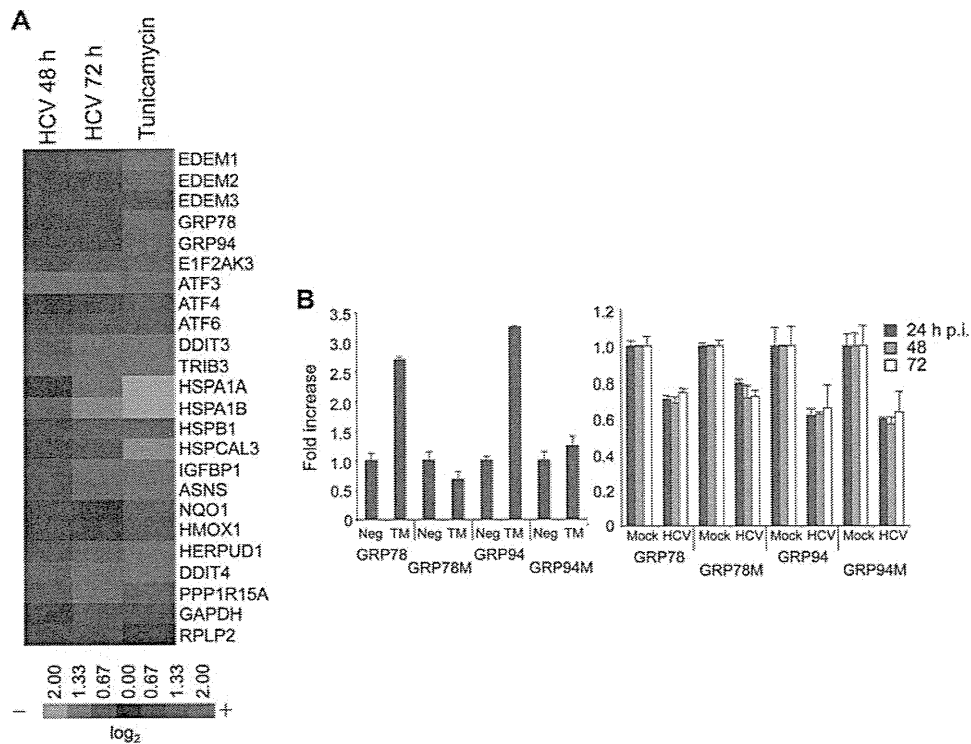 A
HCV 48 h
HCV 72 h
Tunicamycin
EDEM1
EDEM2
EDEM3
GRP78
GRP94
E1F2AK3
ATF3
ATF4
ATF6
DDIT3
TRIB3
HSPA1A
HSPA1B
HSPB1
HSPCAL3
IGFBP1
ASNS
NQO1
HMOX1
HERPUD1
DDIT4
PPP1R15A
GAPDH
RPLP2
2.00 1.33 0.67 0.00 0.67 1.33 2.00
– +
log2
B
Fold increase
3.5
3.0
2.5
2.0
1.5
1.0
0.5
0
Neg TM Neg TM Neg TM Neg TM
GRP78 GRP78M GRP94 GRP94M
1.2
1.0
0.8
0.6
0.4
0.2
0
Mock HCV Mock HCV Mock HCV Mock HCV
GRP78 GRP78M GRP94 GRP94M
24 h p.i.
48
72